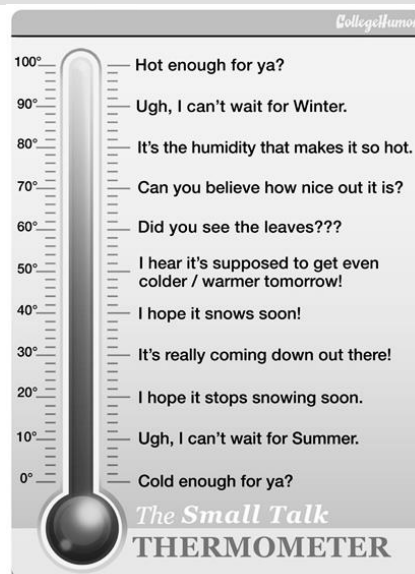 CollegeHumor
100° Hot enough for ya?
90° Ugh, I can't wait for Winter.
80° It's the humidity that makes it so hot.
70° Can you believe how nice out it is?
60° Did you see the leaves???
50° I hear it's supposed to get even
colder / warmer tomorrow!
40° I hope it snows soon!
30° It's really coming down out there!
20° I hope it stops snowing soon.
10° Ugh, I can't wait for Summer.
0° Cold enough for ya?
The Small Talk
THERMOMETER